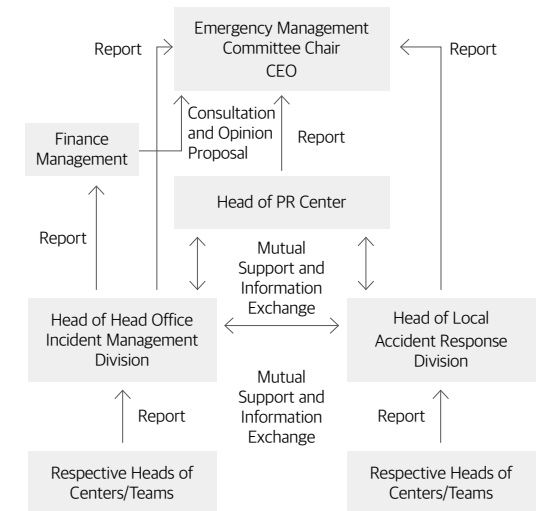 Emergency Management
Committee Chair
CEO
Report
Report
Consultation
and Opinion
Proposal
Report
Finance
Management
Head of PR Center
Report
Mutual
Support and
Information
Exchange
Head of Head Office
Incident Management
Division
Head of Local
Accident Response
Division
Mutual
Support and
Information
Exchange
Report
Report
Respective Heads of
Centers/Teams
Respective Heads of
Centers/Teams